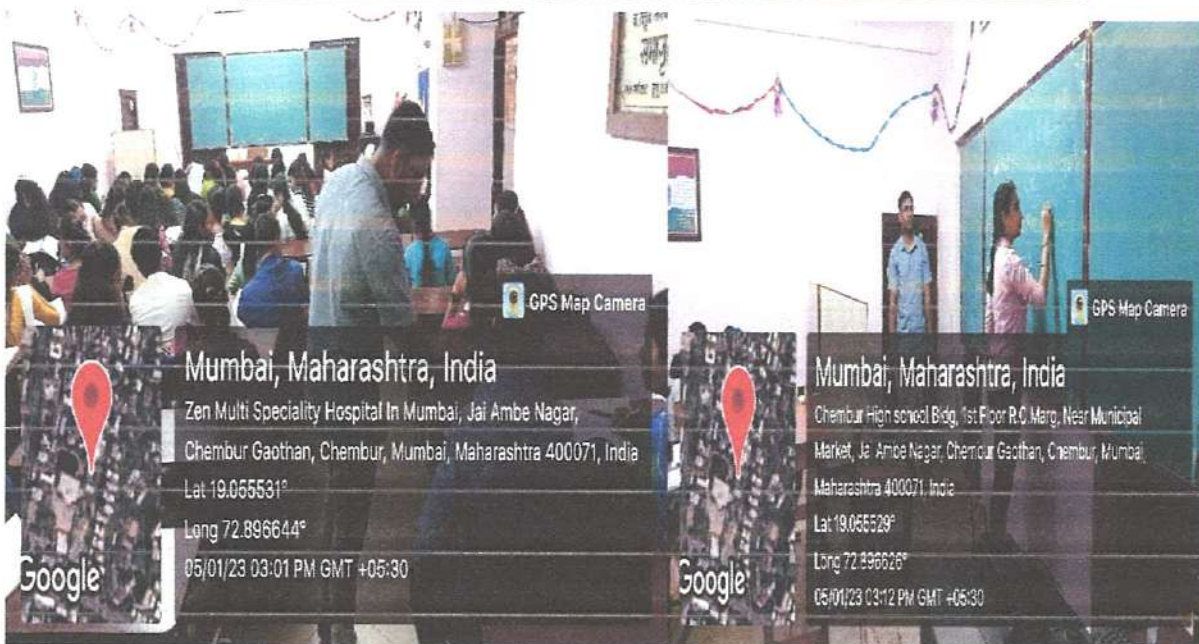 GPS Map Camera
Mumbai, Maharashtra, India
Zen Multi Speciality Hospital In Mumbai, Jai Ambe Nagar,
Chembur Gaothan, Chembur, Mumbai, Maharashtra 400071, India
Lat 19.055531°
Long 72.896644°
05/01/23 03:01 PM GMT +05:30
Google
GPS Map Camera
Mumbai, Maharashtra, India
Chembur High school Bldg, 1st Floor R.C.Marg, Near Municipal
Market, Jai Ambe Nagar, Chembur Gaothan, Chembur, Mumbai,
Maharashtra 400071, India
Lat 19.055529°
Long 72.896626°
05/01/23 03:12 PM GMT +05:30
Google